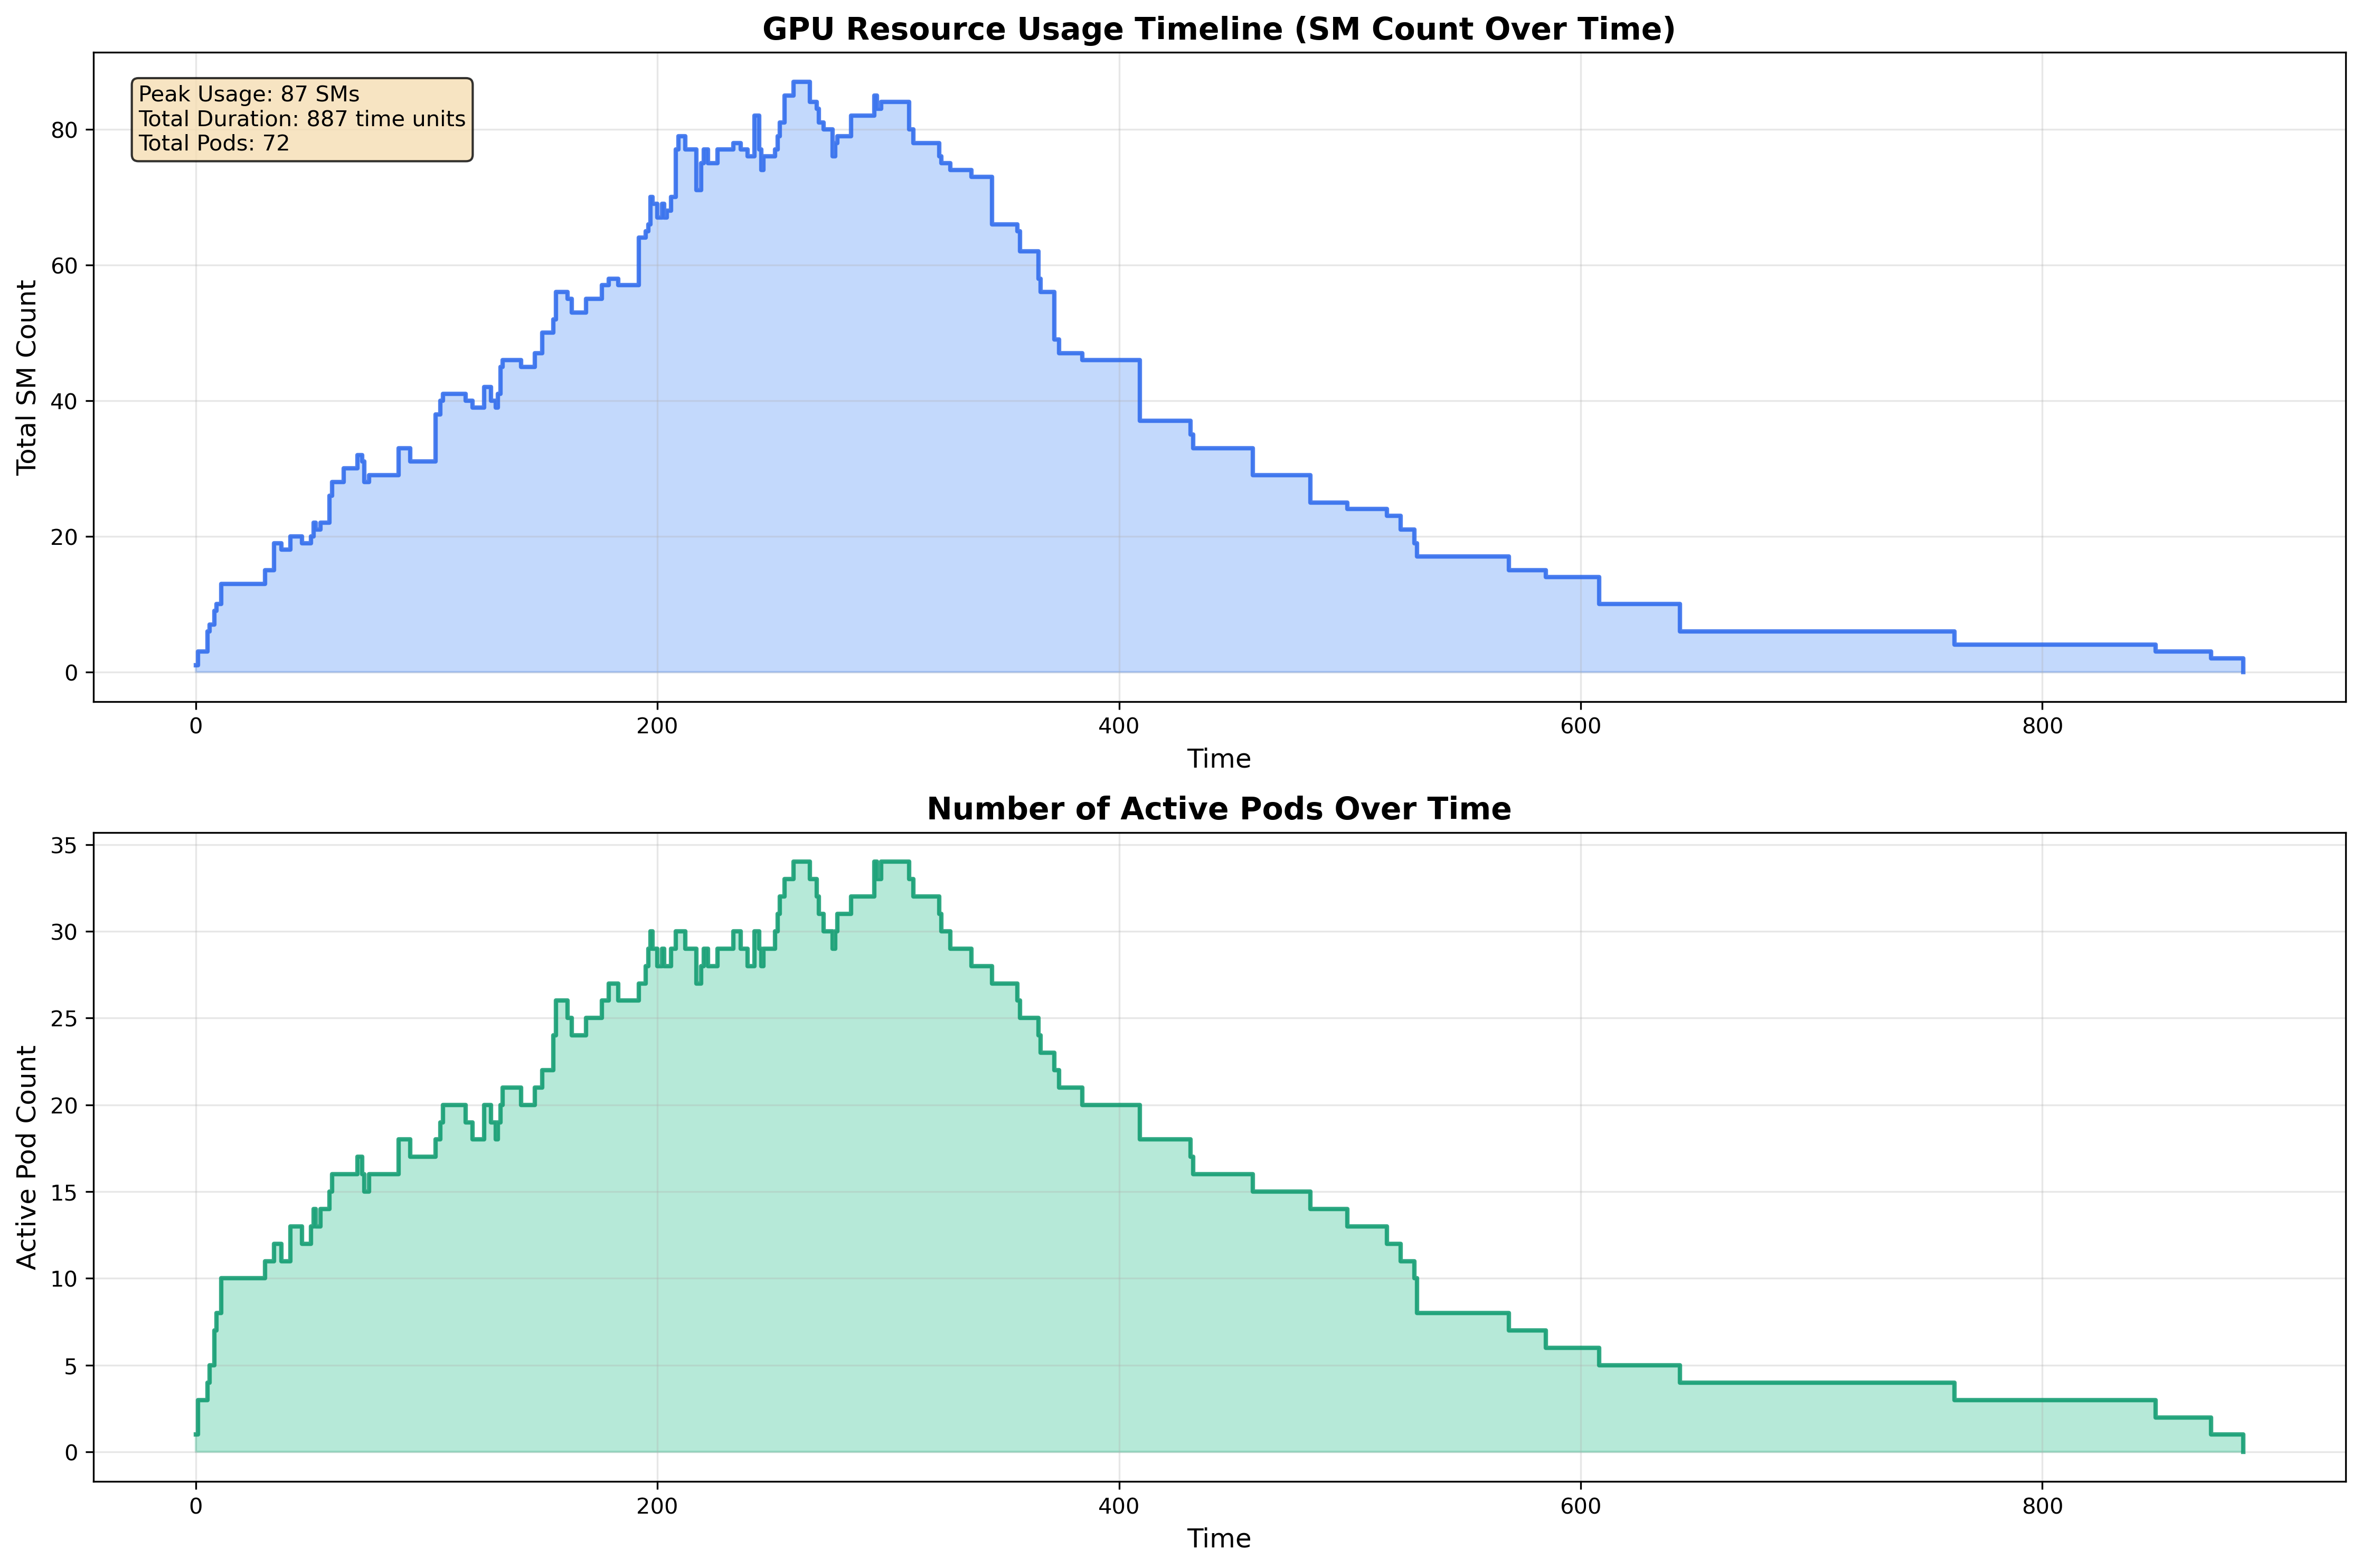 GPU Resource Usage Timeline (SM Count Over Time)
Peak Usage: 87 SMs
Total Duration: 887 time units
Total Pods: 72
Total SM Count
80
60
40
20
0
0 200 400 600 800
Time
Number of Active Pods Over Time
Active Pod Count
35
30
25
20
15
10
5
0
0 200 400 600 800
Time